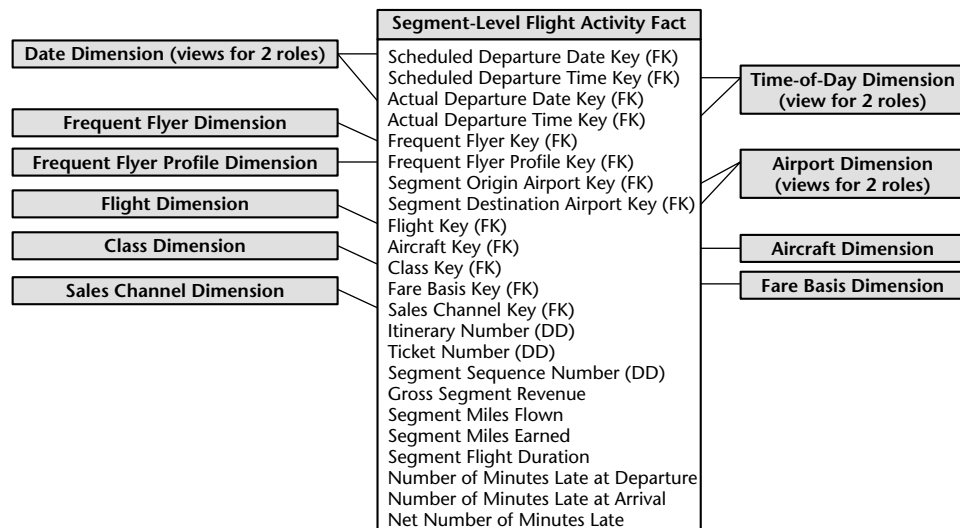 Segment-Level Flight Activity Fact
Date Dimension (views for 2 roles)
Frequent Flyer Dimension
Frequent Flyer Profile Dimension
Flight Dimension
Class Dimension
Sales Channel Dimension
Scheduled Departure Date Key (FK)
Scheduled Departure Time Key (FK)
Actual Departure Date Key (FK)
Actual Departure Time Key (FK)
Frequent Flyer Key (FK)
Frequent Flyer Profile Key (FK)
Segment Origin Airport Key (FK)
Segment Destination Airport Key (FK)
Flight Key (FK)
Aircraft Key (FK)
Class Key (FK)
Fare Basis Key (FK)
Sales Channel Key (FK)
Itinerary Number (DD)
Ticket Number (DD)
Segment Sequence Number (DD)
Gross Segment Revenue
Segment Miles Flown
Segment Miles Earned
Segment Flight Duration
Number of Minutes Late at Departure
Number of Minutes Late at Arrival
Net Number of Minutes Late
Time-of-Day Dimension
(view for 2 roles)
Airport Dimension
(views for 2 roles)
Aircraft Dimension
Fare Basis Dimension